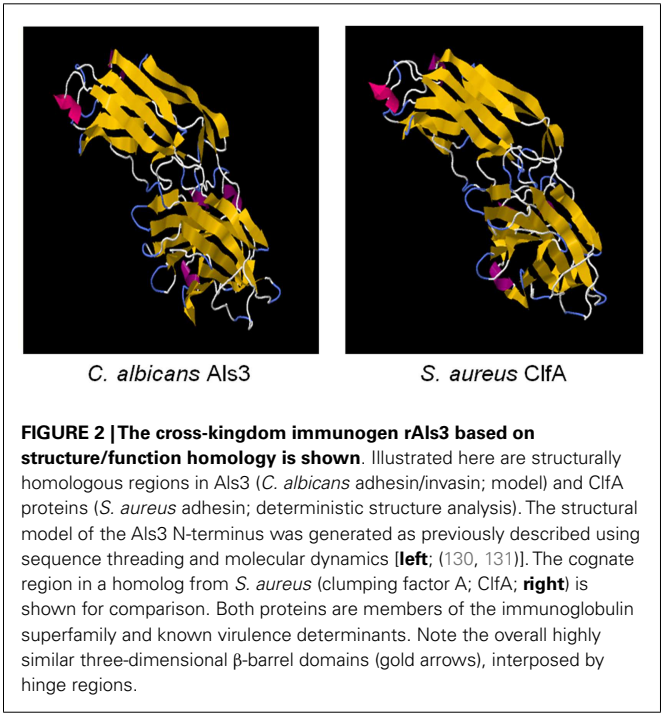 C. albicans Als3
S. aureus ClfA
FIGURE 2 | The cross-kingdom immunogen rAls3 based on
structure/function homology is shown. Illustrated here are structurally
homologous regions in Als3 (C. albicans adhesin/invasin; model) and ClfA
proteins (S. aureus adhesin; deterministic structure analysis). The structural
model of the Als3 N-terminus was generated as previously described using
sequence threading and molecular dynamics [left; (130, 131)]. The cognate
region in a homolog from S. aureus (clumping factor A; ClfA; right) is
shown for comparison. Both proteins are members of the immunoglobulin
superfamily and known virulence determinants. Note the overall highly
similar three-dimensional β-barrel domains (gold arrows), interposed by
hinge regions.